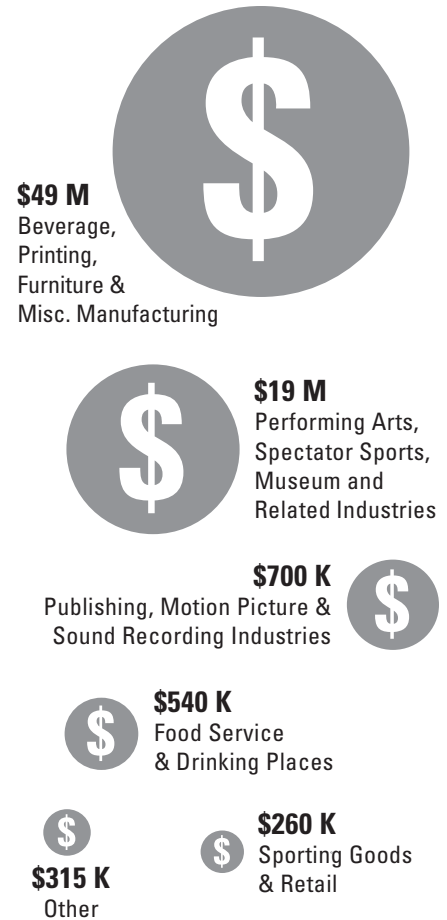 $
$49 M
Beverage,
Printing,
Furniture &
Misc. Manufacturing
$
$19 M
Performing Arts,
Spectator Sports,
Museum and
Related Industries
$700 K
Publishing, Motion Picture &
Sound Recording Industries
$
$
$540 K
Food Service
& Drinking Places
$
$315 K
Other
$
$260 K
Sporting Goods
& Retail